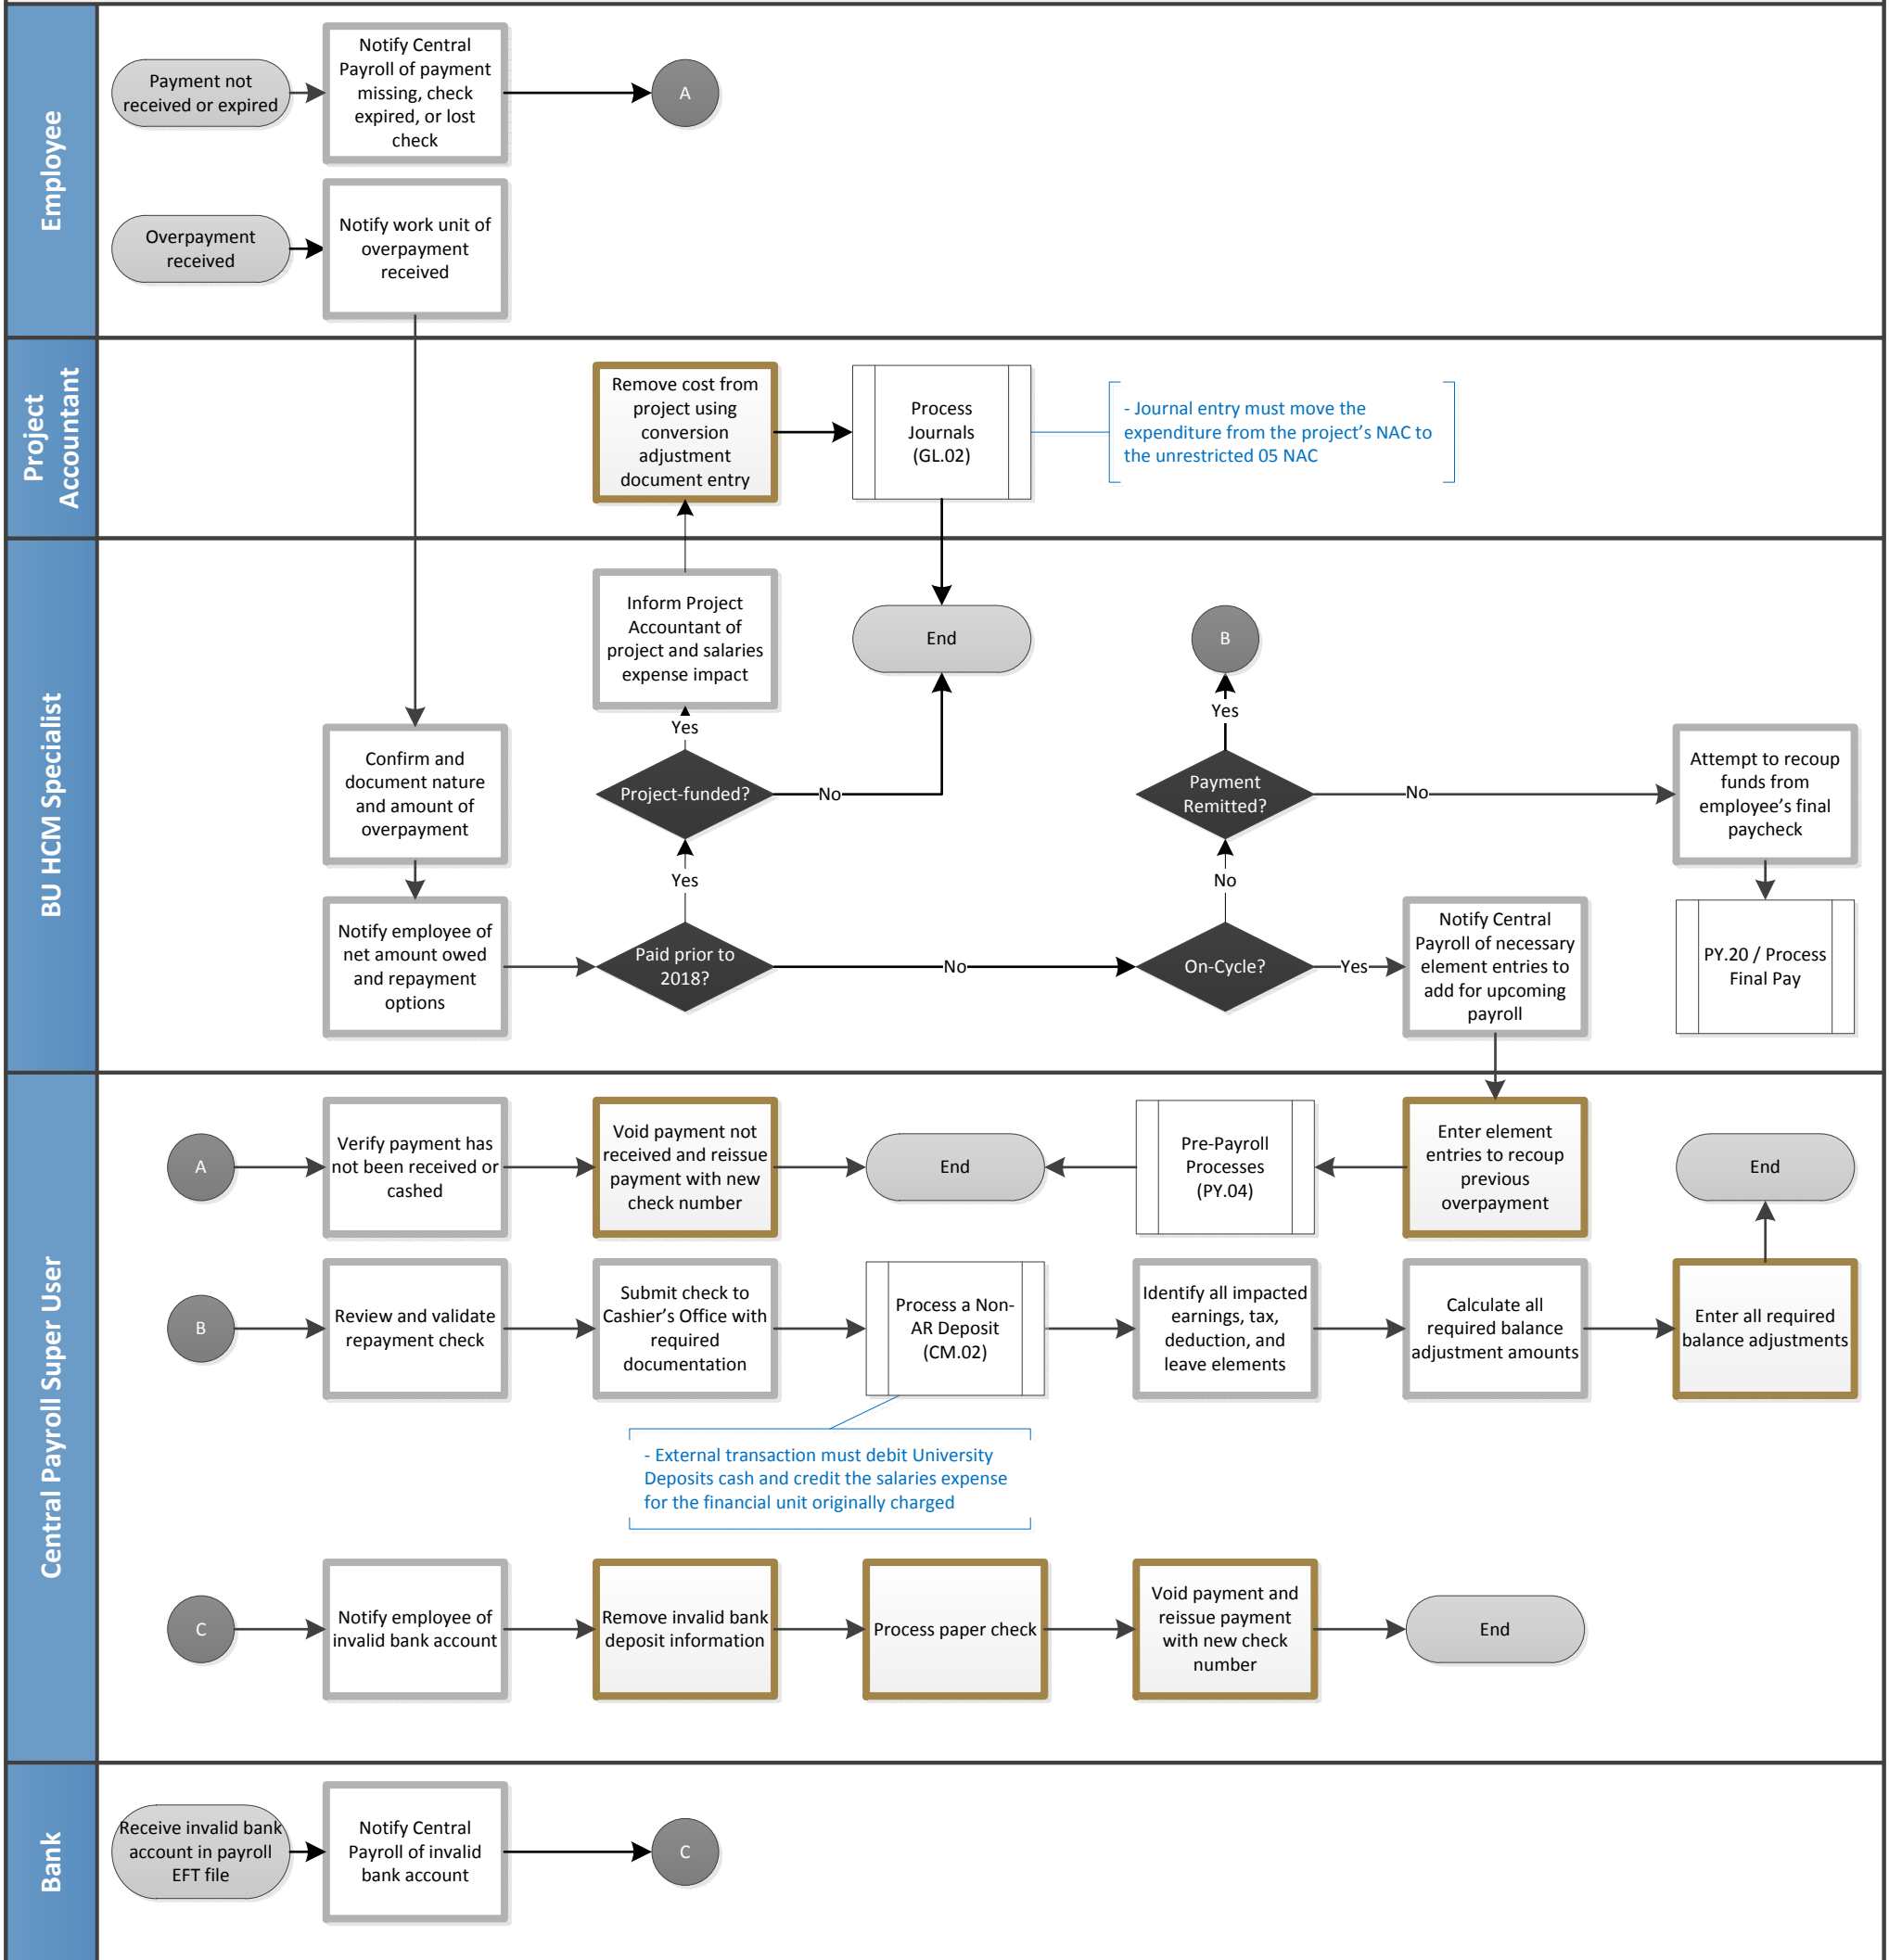 Employee
Payment not
received or expired
Notify Central
Payroll of payment
missing, check
expired, or lost
check
A
Overpayment
received
Notify work unit of
overpayment
received
Project
Accountant
Remove cost from
project using
conversion
adjustment
document entry
Process
Journals
(GL.02)
- Journal entry must move the
expenditure from the project’s NAC to
the unrestricted 05 NAC
BU HCM Specialist
Inform Project
Accountant of
project and salaries
expense impact
End
B
Yes
Yes
Confirm and
document nature
and amount of
overpayment
Project-funded?
No
Payment
Remitted?
No
Attempt to recoup
funds from
employee’s final
paycheck
Yes
No
Notify employee of
net amount owed
and repayment
options
Paid prior to
2018?
No
On-Cycle?
Yes
Notify Central
Payroll of necessary
element entries to
add for upcoming
payroll
PY.20 / Process
Final Pay
Central Payroll Super User
A
Verify payment has
not been received or
cashed
Void payment not
received and reissue
payment with new
check number
End
Pre-Payroll
Processes
(PY.04)
Enter element
entries to recoup
previous
overpayment
End
B
Review and validate
repayment check
Submit check to
Cashier’s Office with
required
documentation
Process a Non-
AR Deposit
(CM.02)
Identify all impacted
earnings, tax,
deduction, and
leave elements
Calculate all
required balance
adjustment amounts
Enter all required
balance adjustments
- External transaction must debit University
Deposits cash and credit the salaries expense
for the financial unit originally charged
C
Notify employee of
invalid bank account
Remove invalid bank
deposit information
Process paper check
Void payment and
reissue payment
with new check
number
End
Bank
Receive invalid bank
account in payroll
EFT file
Notify Central
Payroll of invalid
bank account
C